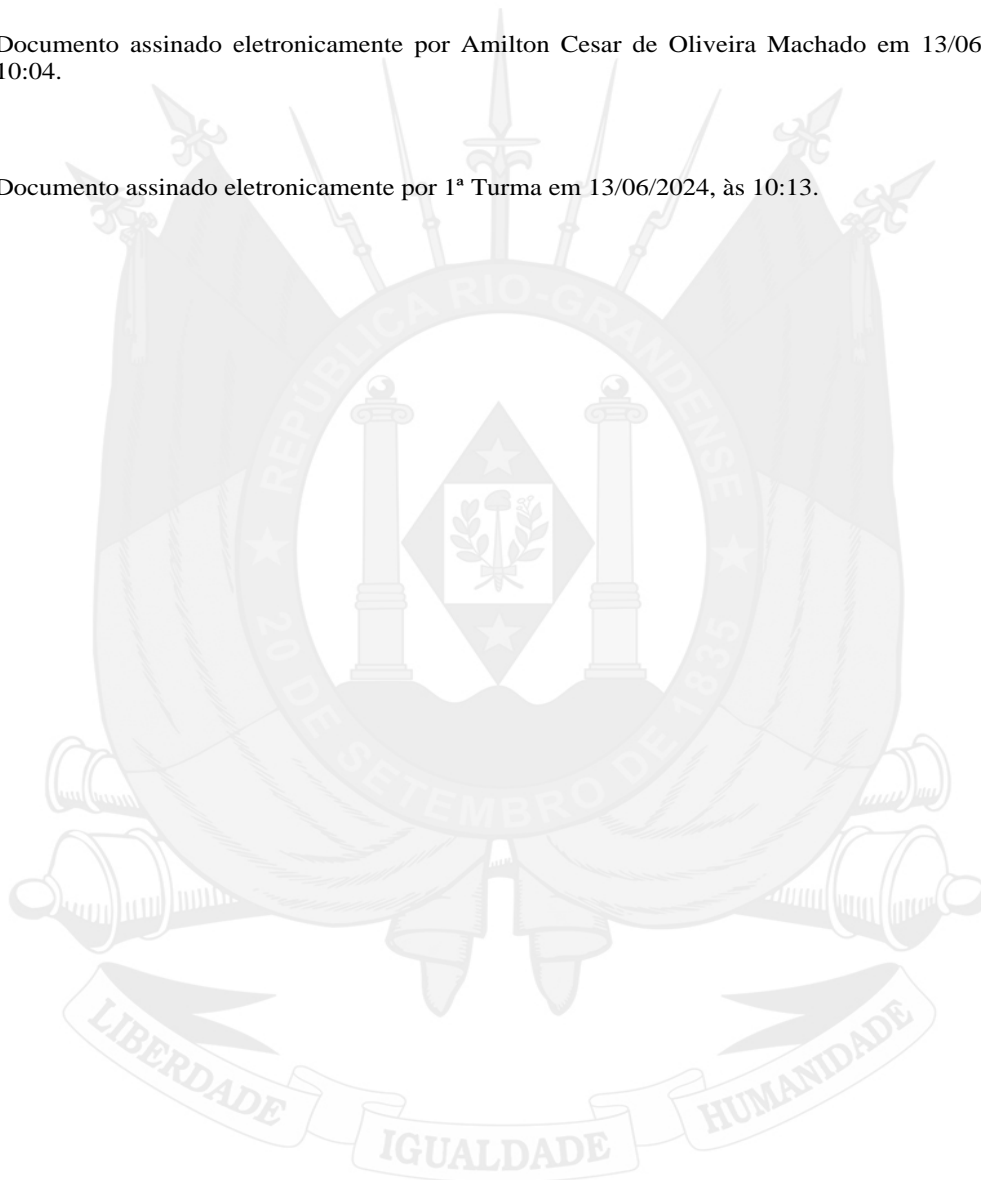 Documento assinado eletronicamente por Amilton Cesar de Oliveira Machado em 13/06
10:04.
Documento assinado eletronicamente por 1ª Turma em 13/06/2024, às 10:13.
REPÚBLICA RIO-GRANDENSE
20 DE SETEMBRO DE 1835
LIBERDADE
IGUALDADE
HUMANIDADE